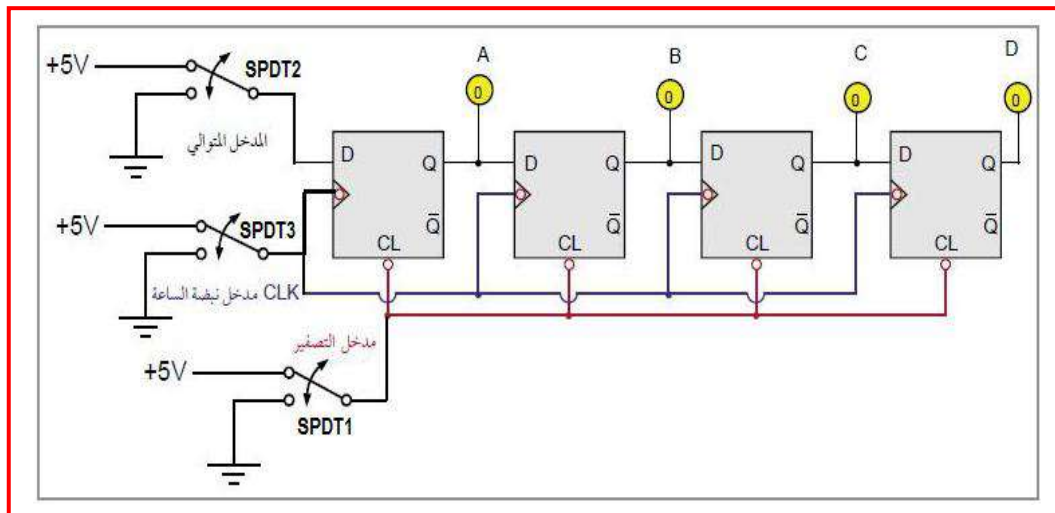 A B C D
+5V
SPDT2
0 0 0 0
المدخل المتوالي
D Q D Q D Q D Q
+5V
SPDT3
Q̅ Q̅ Q̅ Q̅
CL CL CL CL
مدخل نبضة الساعة CLK
مدخل التصفير
+5V
SPDT1